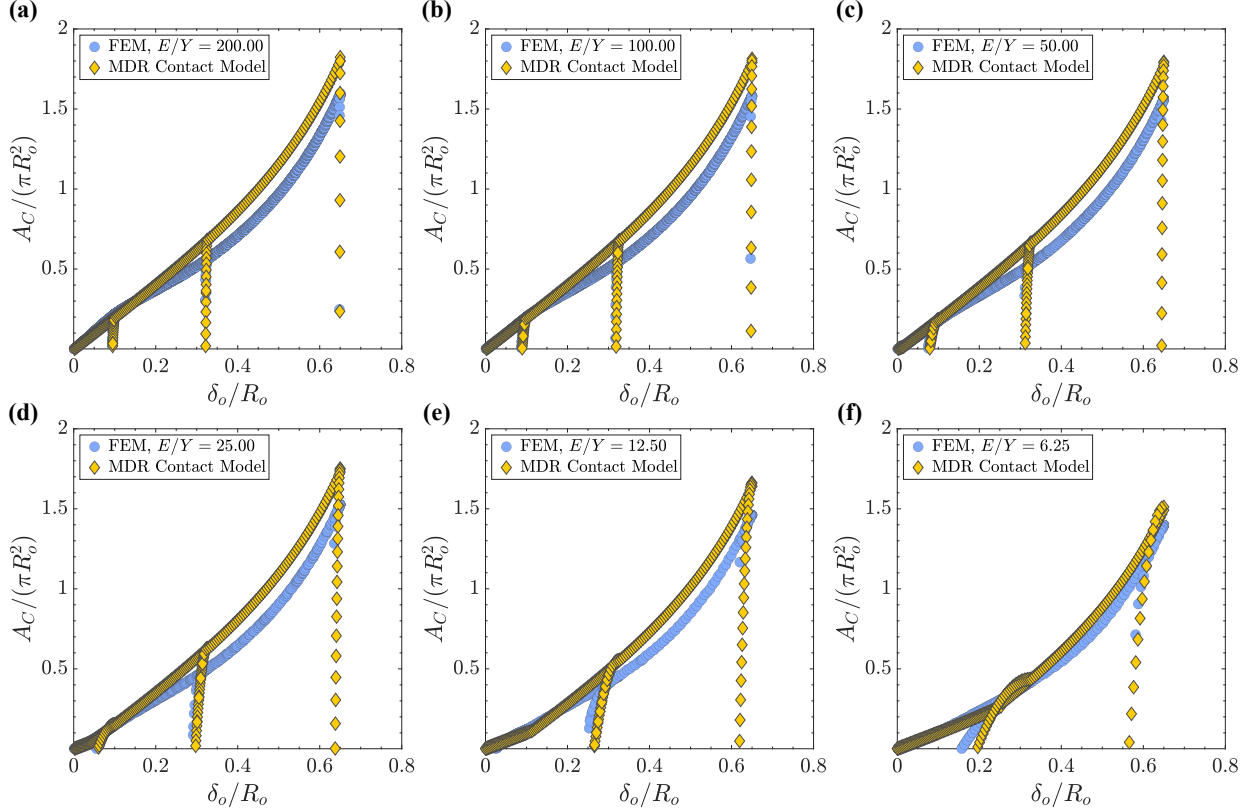 (a)
FEM, E/Y = 200.00
MDR Contact Model
A_C/(πR_o^2)
2
1.5
1
0.5
0
0.2
0.4
0.6
0.8
δ_o/R_o
(b)
FEM, E/Y = 100.00
MDR Contact Model
A_C/(πR_o^2)
2
1.5
1
0.5
0
0.2
0.4
0.6
0.8
δ_o/R_o
(c)
FEM, E/Y = 50.00
MDR Contact Model
A_C/(πR_o^2)
2
1.5
1
0.5
0
0.2
0.4
0.6
0.8
δ_o/R_o
(d)
FEM, E/Y = 25.00
MDR Contact Model
A_C/(πR_o^2)
2
1.5
1
0.5
0
0.2
0.4
0.6
0.8
δ_o/R_o
(e)
FEM, E/Y = 12.50
MDR Contact Model
A_C/(πR_o^2)
2
1.5
1
0.5
0
0.2
0.4
0.6
0.8
δ_o/R_o
(f)
FEM, E/Y = 6.25
MDR Contact Model
A_C/(πR_o^2)
2
1.5
1
0.5
0
0.2
0.4
0.6
0.8
δ_o/R_o